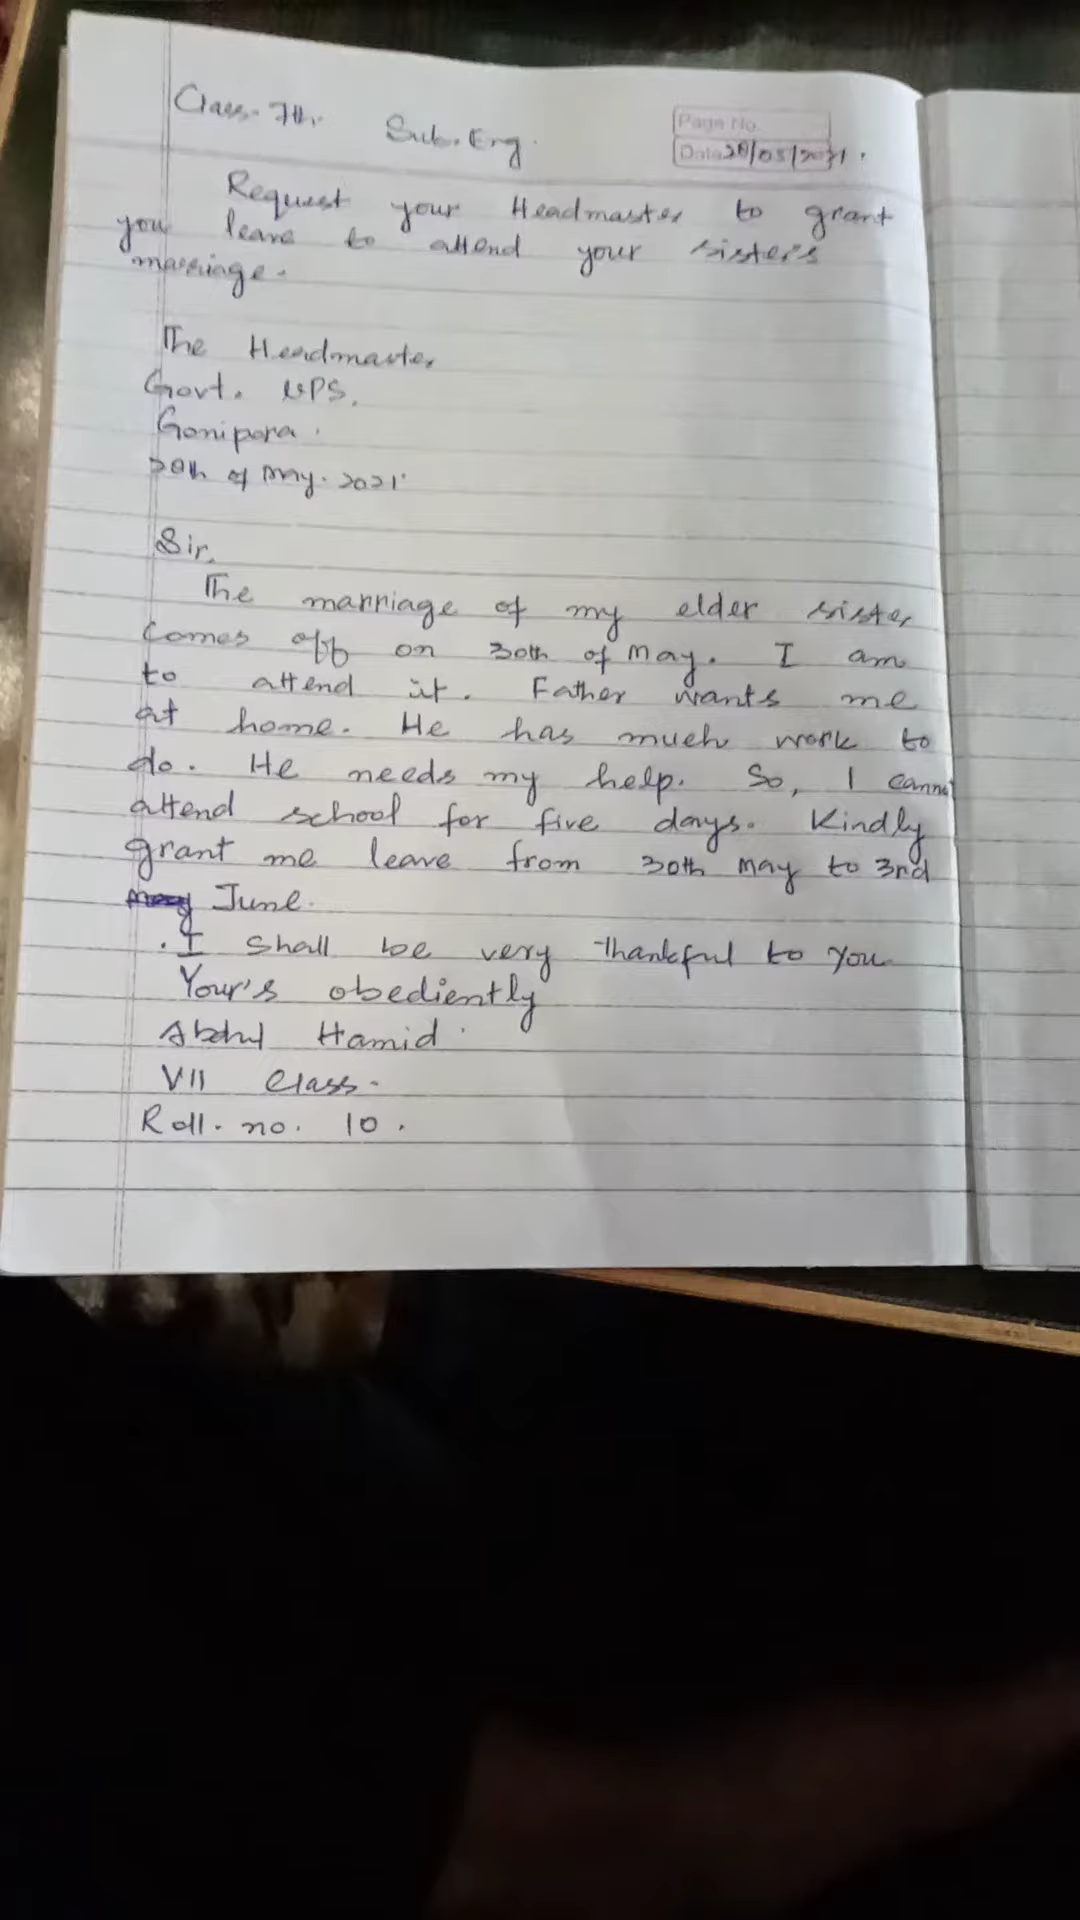 Class- 7th.
Sub. Eng.
Page No.
Date 28/05/2021.
Request your Headmaster to grant
you leave to attend your sister's
marriage.
The Headmaster
Govt. UPS.
Gonipora.
28th of May. 2021
Sir,
The marriage of my elder sister
comes off on 30th of May. I am
to attend it. Father wants me
at home. He has much work to
do. He needs my help. So, I cannot
attend school for five days. Kindly
grant me leave from 30th May to 3rd
May June.
. I shall be very thankful to you
Your's obediently
Abdul Hamid.
VII Class-
Roll. no. 10.